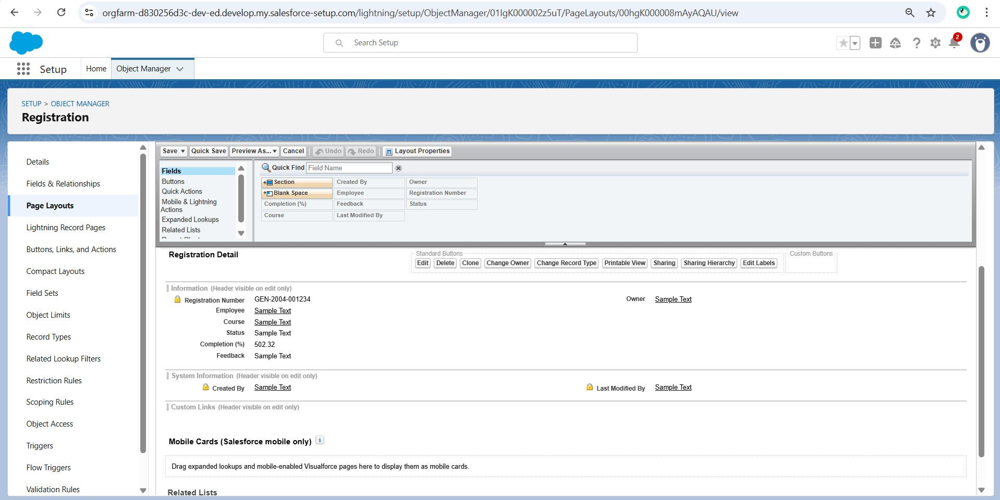 orgfarm-d830256d3c-dev-ed.develop.my.salesforce-setup.com/lightning/setup/ObjectManager/01IgK000002z5uT/PageLayouts/00hgK000008mAyAQAU/view
Search Setup
2
Setup Home Object Manager
SETUP > OBJECT MANAGER
Registration
Details
Fields & Relationships
Page Layouts
Lightning Record Pages
Buttons, Links, and Actions
Compact Layouts
Field Sets
Object Limits
Record Types
Related Lookup Filters
Restriction Rules
Scoping Rules
Object Access
Triggers
Flow Triggers
Validation Rules
Save Quick Save Preview As... Cancel Undo Redo Layout Properties
Fields
Buttons
Quick Actions
Mobile & Lightning
Actions
Expanded Lookups
Related Lists
Quick Find Field Name
Section Created By Owner
Blank Space Employee Registration Number
Completion (%) Feedback Status
Course Last Modified By
Registration Detail
Standard Buttons
Edit Delete Clone Change Owner Change Record Type Printable View Sharing Sharing Hierarchy Edit Labels
Custom Buttons
Information (Header visible on edit only)
Registration Number GEN-2004-001234 Owner Sample Text
Employee Sample Text
Course Sample Text
Status Sample Text
Completion (%) 502.32
Feedback Sample Text
System Information (Header visible on edit only)
Created By Sample Text Last Modified By Sample Text
Custom Links (Header visible on edit only)
Mobile Cards (Salesforce mobile only) i
Drag expanded lookups and mobile-enabled Visualforce pages here to display them as mobile cards.
Related Lists